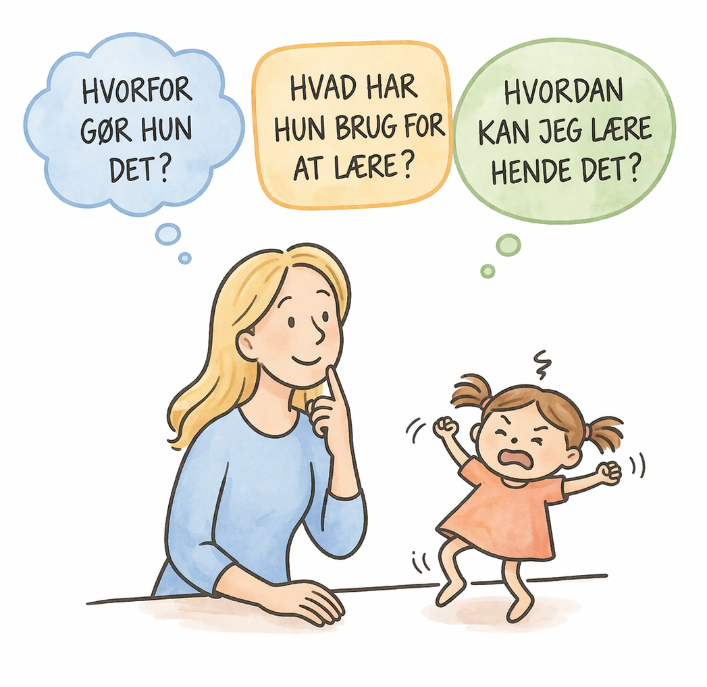 HVORFOR
GØR HUN
DET?
HVAD HAR
HUN BRUG FOR
AT LÆRE?
HVORDAN
KAN JEG LÆRE
HENDE DET?